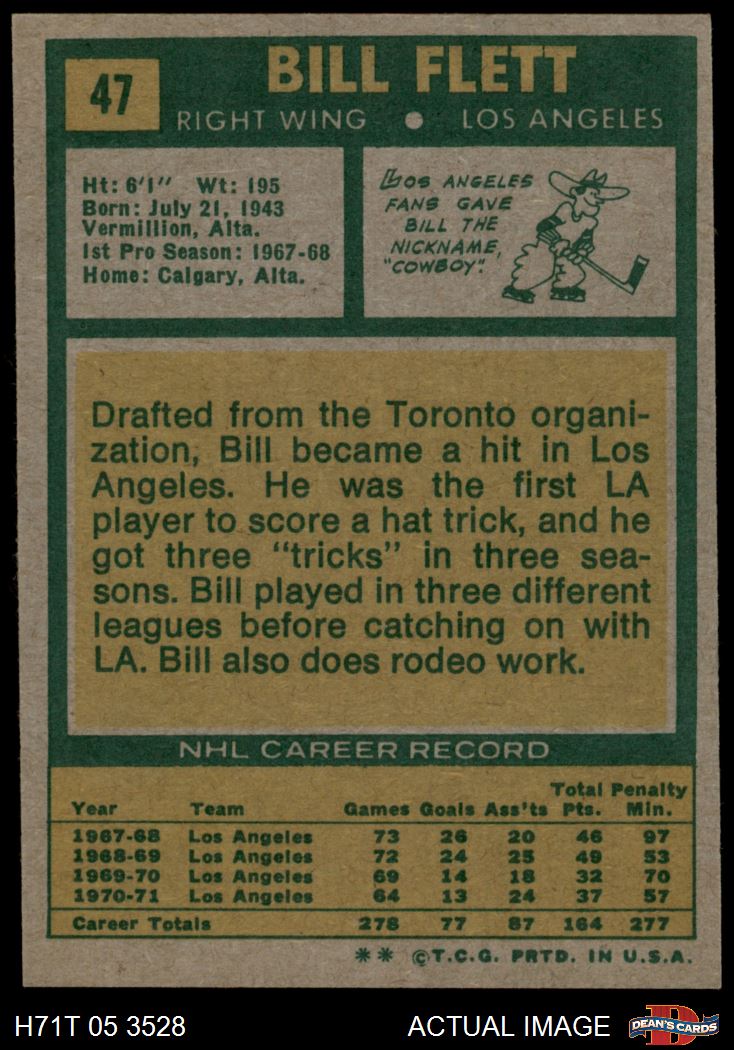 47
BILL FLETT
RIGHT WING ● LOS ANGELES
Ht: 6'1" Wt: 195
Born: July 21, 1943
Vermillion, Alta.
1st Pro Season: 1967-68
Home: Calgary, Alta.
LOS ANGELES
FANS GAVE
BILL THE
NICKNAME,
"COWBOY".
Drafted from the Toronto organi-
zation, Bill became a hit in Los
Angeles. He was the first LA
player to score a hat trick, and he
got three "tricks" in three sea-
sons. Bill played in three different
leagues before catching on with
LA. Bill also does rodeo work.
NHL CAREER RECORD
Total Penalty
Year Team Games Goals Ass'ts Pts. Min.
1967-68 Los Angeles 73 26 20 46 97
1968-69 Los Angeles 72 24 25 49 53
1969-70 Los Angeles 69 14 18 32 70
1970-71 Los Angeles 64 13 24 37 57
Career Totals 278 77 87 164 277
** ©T.C.G. PRTD. IN U.S.A.
H71T 05 3528 ACTUAL IMAGE DEAN'S CARDS